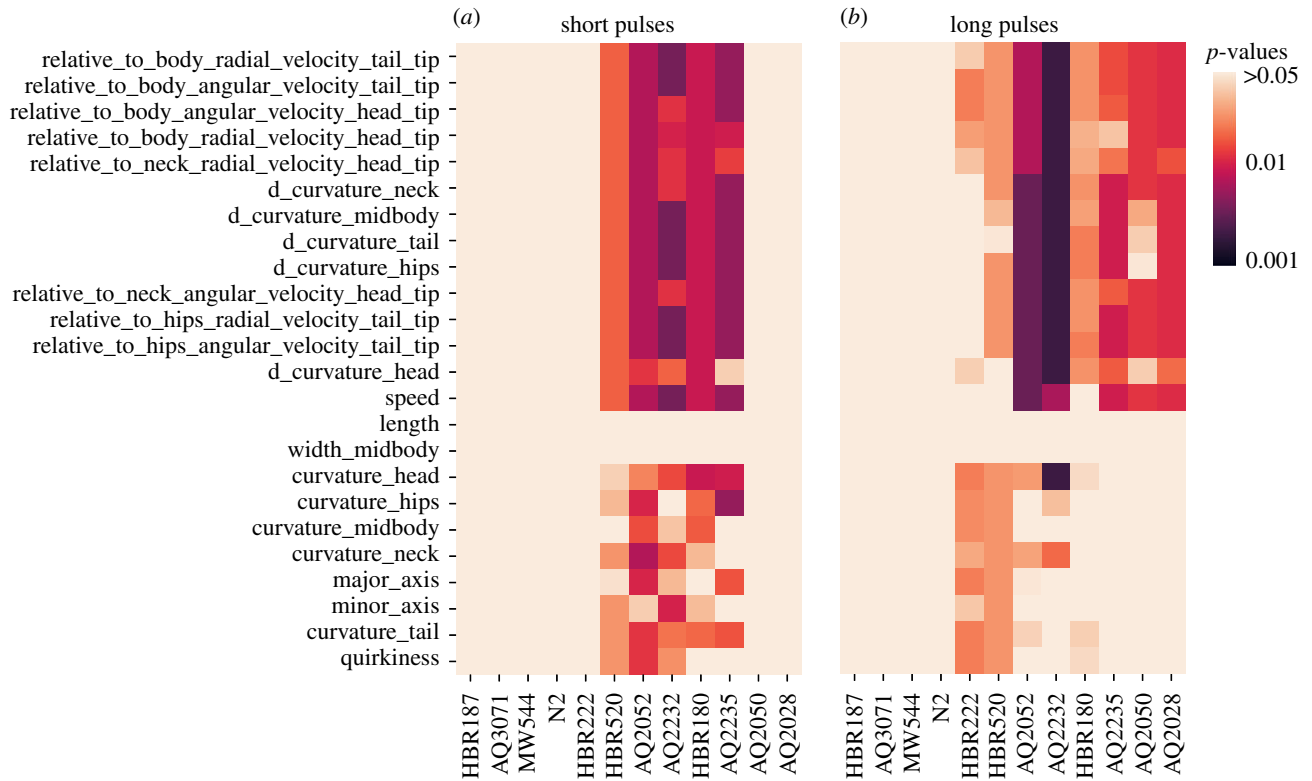 (a)
short pulses
(b)
long pulses
p-values
>0.05
0.01
0.001
relative_to_body_radial_velocity_tail_tip
relative_to_body_angular_velocity_tail_tip
relative_to_body_angular_velocity_head_tip
relative_to_body_radial_velocity_head_tip
relative_to_neck_radial_velocity_head_tip
d_curvature_neck
d_curvature_midbody
d_curvature_tail
d_curvature_hips
relative_to_neck_angular_velocity_head_tip
relative_to_hips_radial_velocity_tail_tip
relative_to_hips_angular_velocity_tail_tip
d_curvature_head
speed
length
width_midbody
curvature_head
curvature_hips
curvature_midbody
curvature_neck
major_axis
minor_axis
curvature_tail
quirkiness
HBR187
AQ3071
MW544
N2
HBR222
HBR520
AQ2052
AQ2232
HBR180
AQ2235
AQ2050
AQ2028
HBR187
AQ3071
MW544
N2
HBR222
HBR520
AQ2052
AQ2232
HBR180
AQ2235
AQ2050
AQ2028